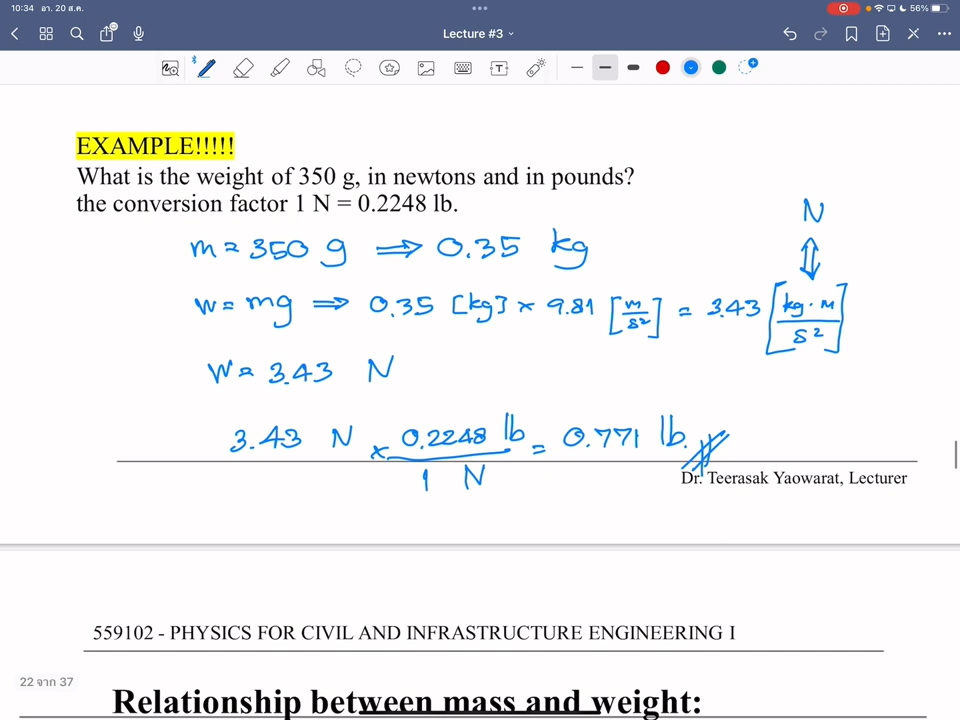 10:34 อา. 20 ส.ค. 56%
Lecture #3
EXAMPLE!!!!!
What is the weight of 350 g, in newtons and in pounds?
the conversion factor 1 N = 0.2248 lb.
N
m = 350 g ⟹ 0.35 kg
⇕
W = mg ⟹ 0.35 [kg] × 9.81 [m/s²] = 3.43 [kg·m/s²]
W = 3.43 N
3.43 N × 0.2248 lb / 1 N = 0.771 lb.
Dr. Teerasak Yaowarat, Lecturer
559102 - PHYSICS FOR CIVIL AND INFRASTRUCTURE ENGINEERING I
22 จาก 37
Relationship between mass and weight: